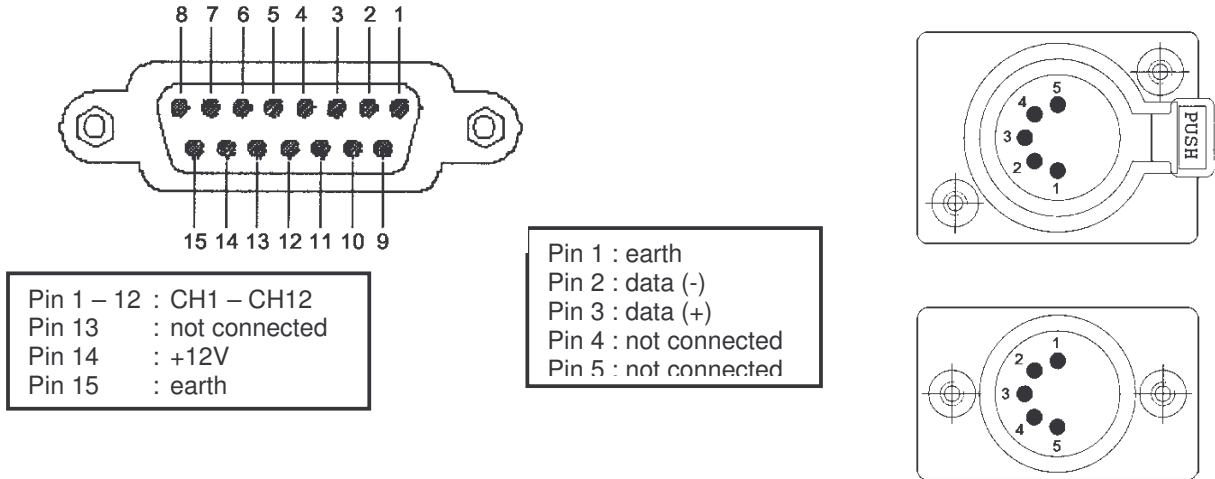 8 7 6 5 4 3 2 1
15 14 13 12 11 10 9
Pin 1 – 12 : CH1 – CH12
Pin 13 : not connected
Pin 14 : +12V
Pin 15 : earth
Pin 1 : earth
Pin 2 : data (-)
Pin 3 : data (+)
Pin 4 : not connected
Pin 5 : not connected
5
4
3
2
1
PUSH
1
2
3
4
5